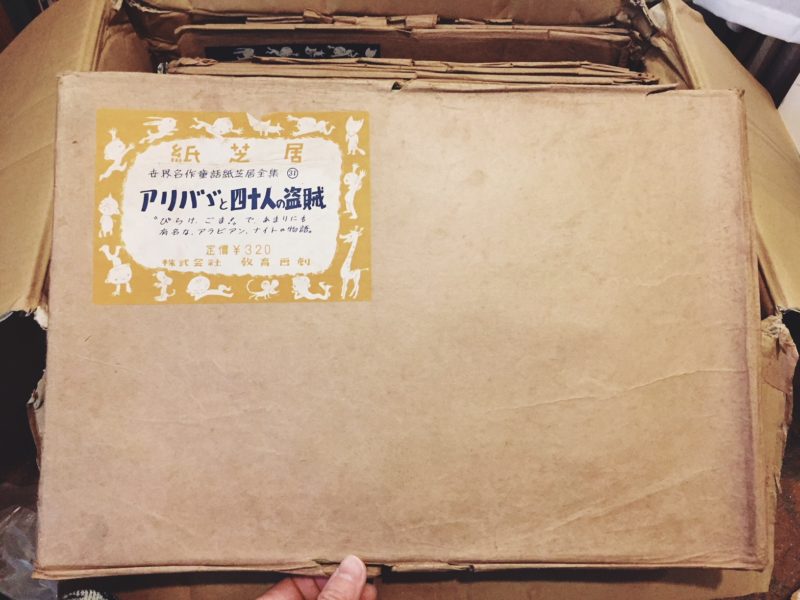 紙芝居
世界名作童話紙芝居全集 31
アリババと四十人の盗賊
"ひらけ、ごま!"で、あまりにも
有名な、アラビアン、ナイトの物語。
定價¥320
株式会社 教育画劇